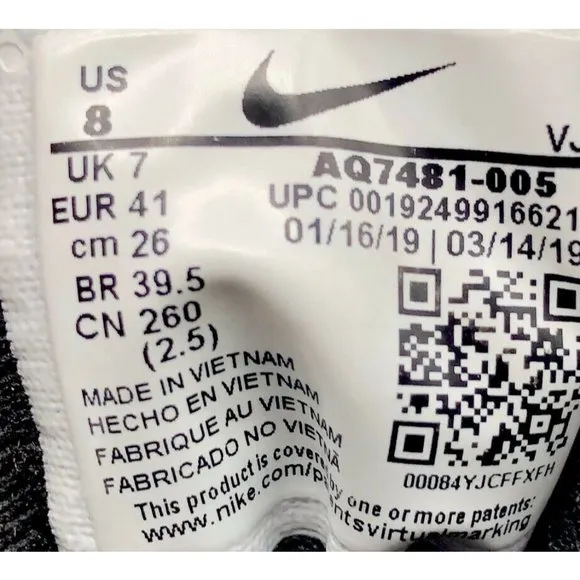 US
8
VJ
UK 7
AQ7481-005
EUR 41
UPC 0019249916621
cm 26
01/16/19 | 03/14/19
BR 39.5
CN 260
(2.5)
MADE IN VIETNAM
HECHO EN VIETNAM
FABRIQUE AU VIETNAM
FABRICADO NO VIETNÃ
00084YJCFFXFH
This product is covered by one or more patents:
www.nike.com/patentsvirtualmarking